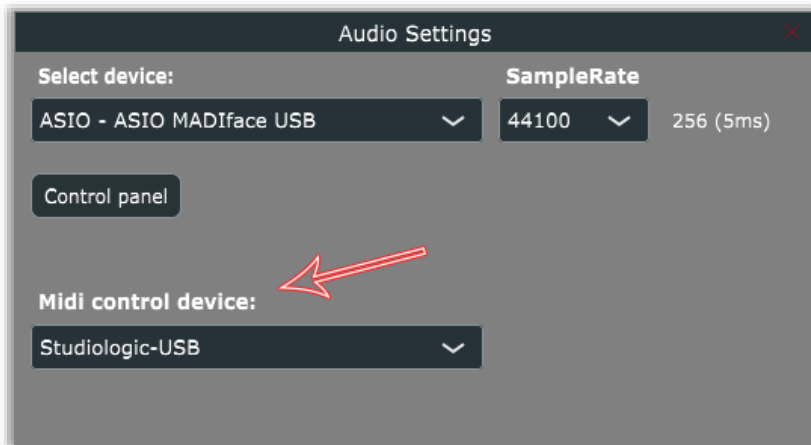 Audio Settings
Select device: SampleRate
ASIO - ASIO MADIface USB 44100 256 (5ms)
Control panel
Midi control device:
Studiologic-USB